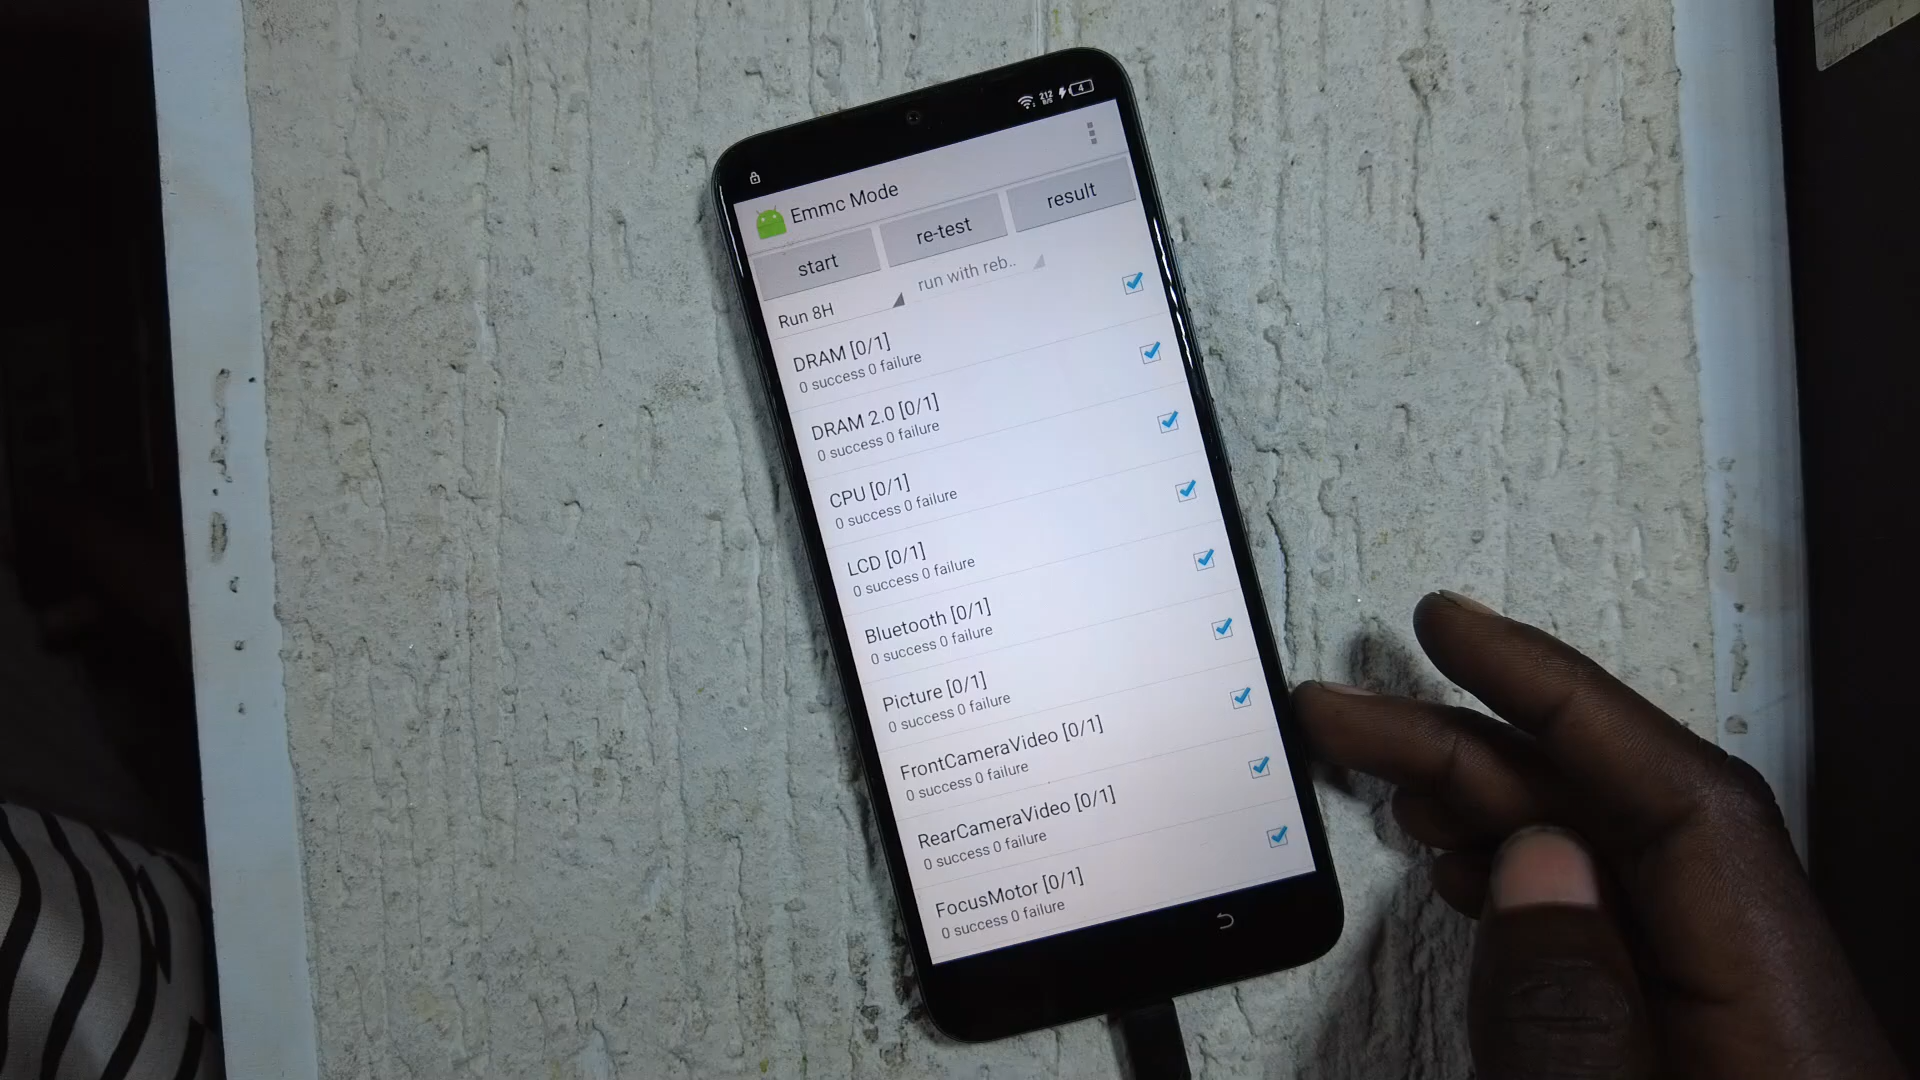 212
B/S
4
Emmc Mode
start
re-test
result
Run 8H
run with reb..
DRAM [0/1]
0 success 0 failure
DRAM 2.0 [0/1]
0 success 0 failure
CPU [0/1]
0 success 0 failure
LCD [0/1]
0 success 0 failure
Bluetooth [0/1]
0 success 0 failure
Picture [0/1]
0 success 0 failure
FrontCameraVideo [0/1]
0 success 0 failure
RearCameraVideo [0/1]
0 success 0 failure
FocusMotor [0/1]
0 success 0 failure